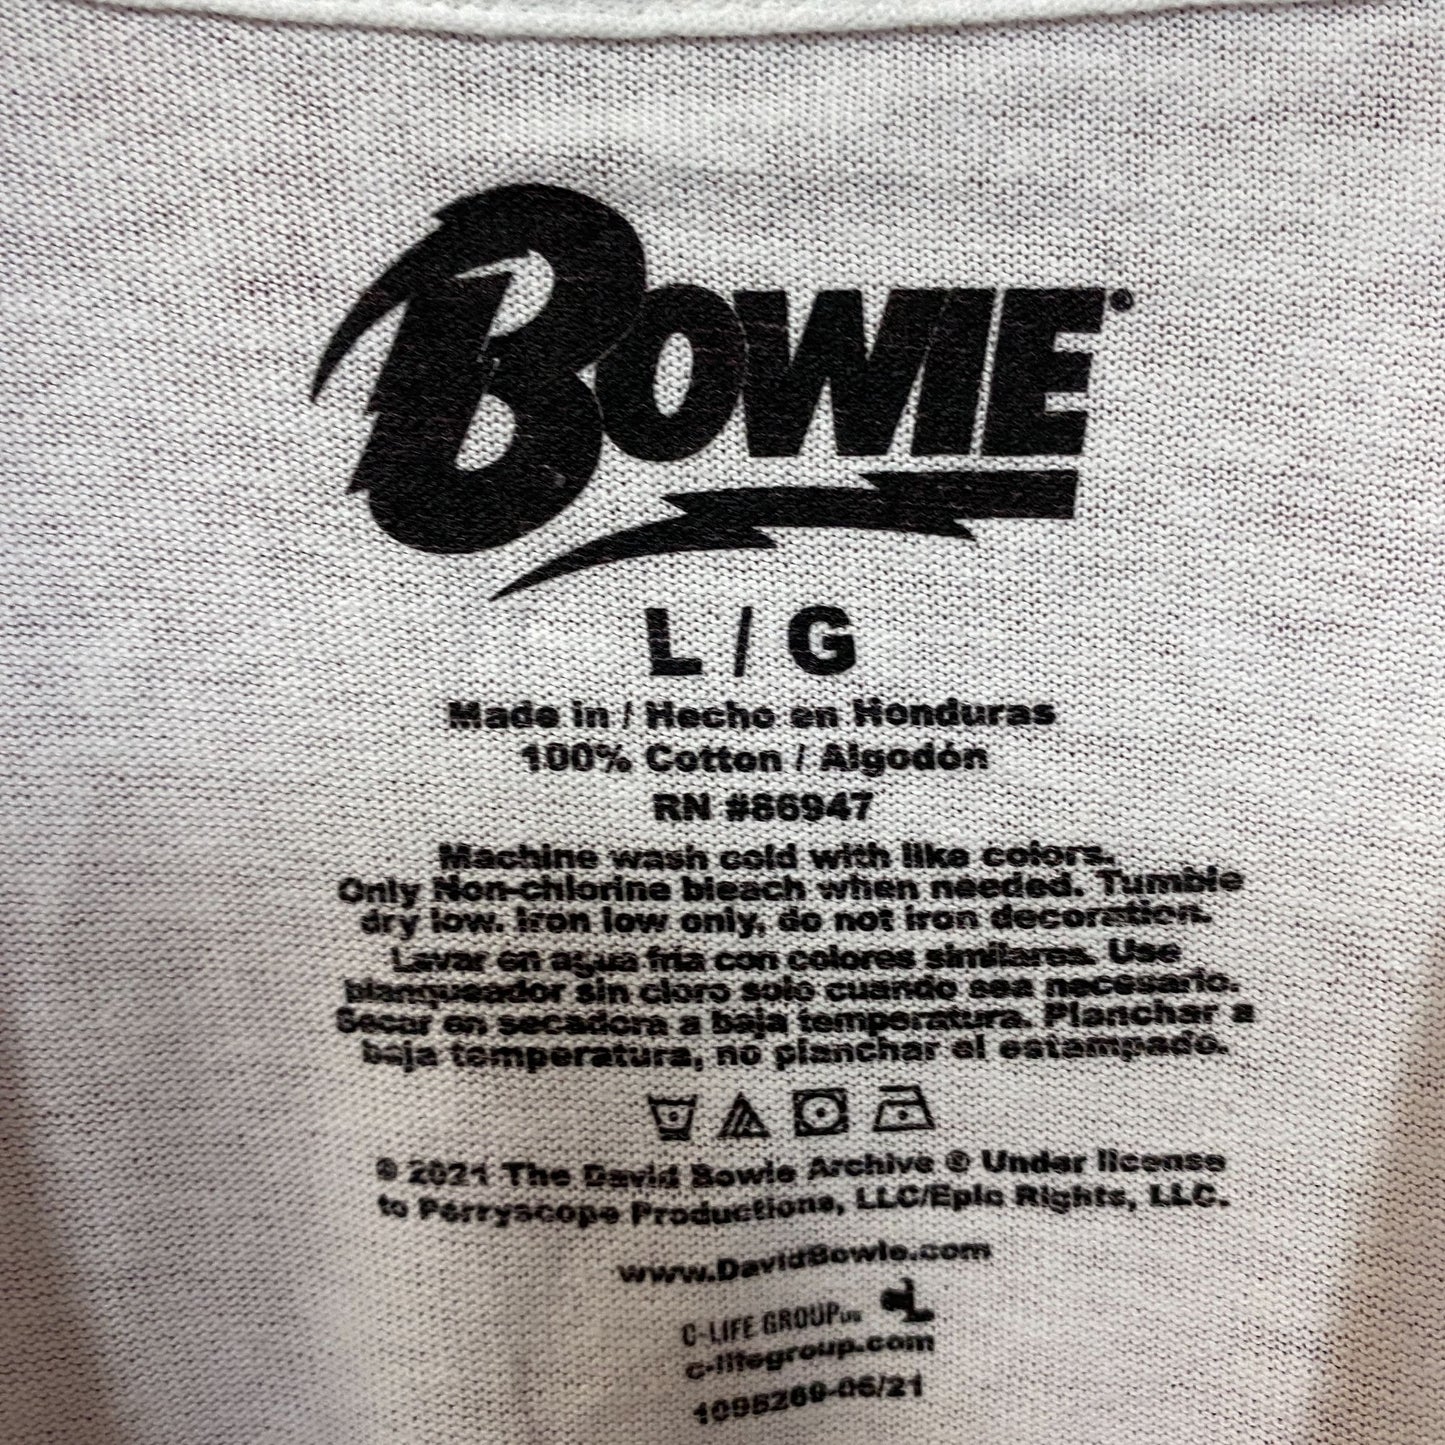 BOWIE®
L / G
Made in / Hecho en Honduras
100% Cotton / Algodón
RN #86947
Machine wash cold with like colors.
Only Non-chlorine bleach when needed. Tumble
dry low. Iron low only, do not iron decoration.
Lavar en agua fria con colores similares. Use
blanqueador sin cloro solo cuando sea necesario.
Secar en secadora a baja temperatura. Planchar a
baja temperatura, no planchar el estampado.
© 2021 The David Bowie Archive ® Under license
to Perryscope Productions, LLC/Epic Rights, LLC.
www.DavidBowie.com
C-LIFE GROUP
c-lifegroup.com
1095269-06/21